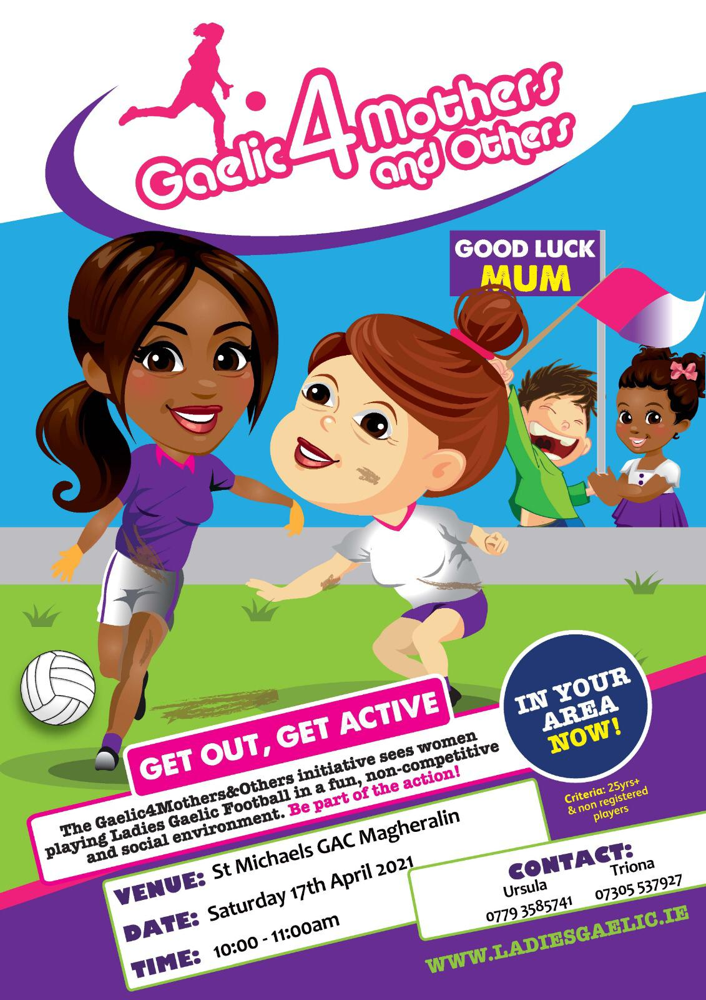 Gaelic4Mothers
and Others
GOOD LUCK
MUM
IN YOUR
AREA
NOW!
GET OUT, GET ACTIVE
The Gaelic4Mothers&Others initiative sees women
playing Ladies Gaelic Football in a fun, non-competitive
and social environment. Be part of the action!
Criteria: 25yrs+
& non registered
players
VENUE: St Michaels GAC Magheralin
DATE: Saturday 17th April 2021
TIME: 10:00 - 11:00am
CONTACT:
Ursula Triona
0779 3585741 07305 537927
WWW.LADIESGAELIC.IE